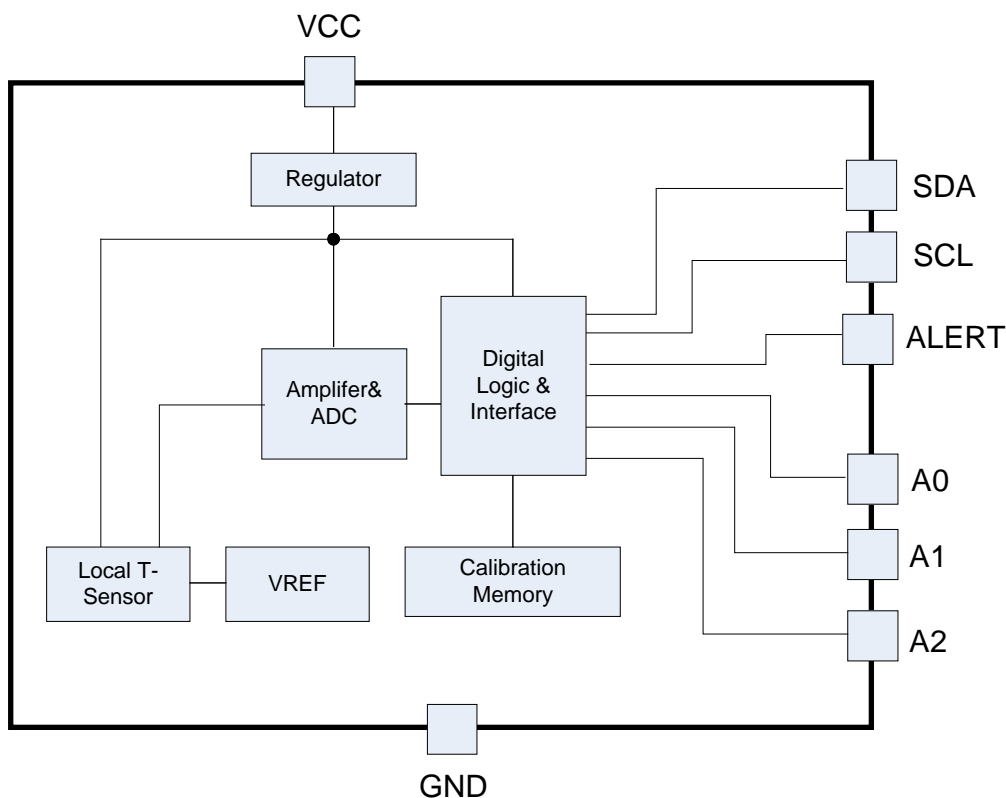 VCC
Regulator
SDA
SCL
ALERT
Digital
Logic &
Interface
Amplifer&
ADC
A0
A1
A2
Local T-
Sensor
VREF
Calibration
Memory
GND